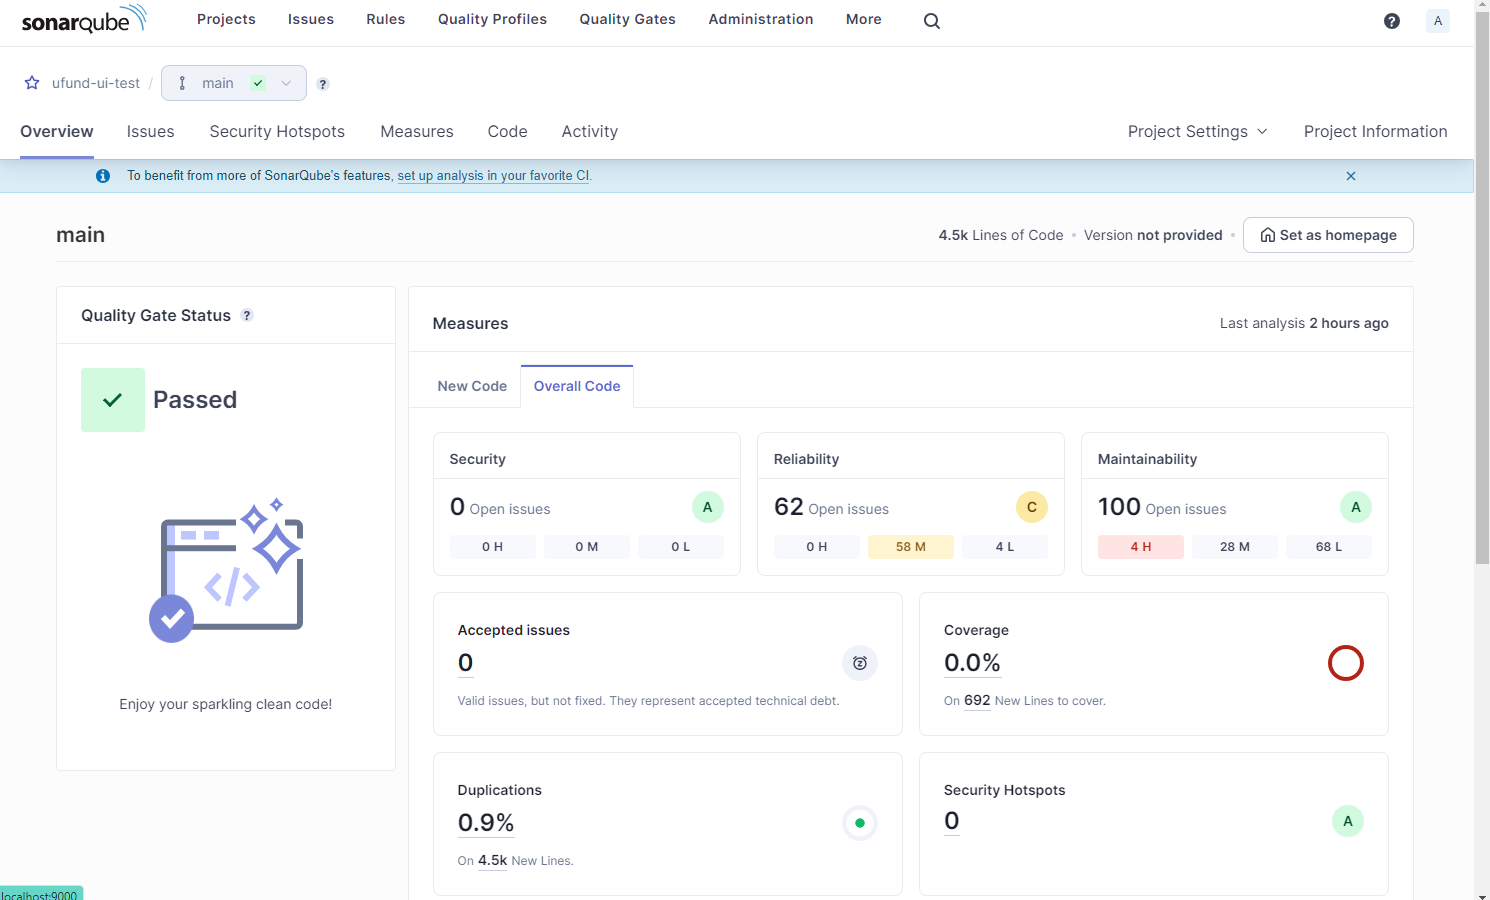 sonarqube Projects Issues Rules Quality Profiles Quality Gates Administration More ? A
ufund-ui-test / main ?
Overview Issues Security Hotspots Measures Code Activity Project Settings Project Information
To benefit from more of SonarQube's features, set up analysis in your favorite CI.
main 4.5k Lines of Code • Version not provided • Set as homepage
Quality Gate Status ?
Passed
</>
Enjoy your sparkling clean code!
Measures Last analysis 2 hours ago
New Code Overall Code
Security
0 Open issues A
0 H 0 M 0 L
Reliability
62 Open issues C
0 H 58 M 4 L
Maintainability
100 Open issues A
4 H 28 M 68 L
Accepted issues
0
Valid issues, but not fixed. They represent accepted technical debt.
Coverage
0.0%
On 692 New Lines to cover.
Duplications
0.9%
On 4.5k New Lines.
Security Hotspots
0 A
localhost:9000